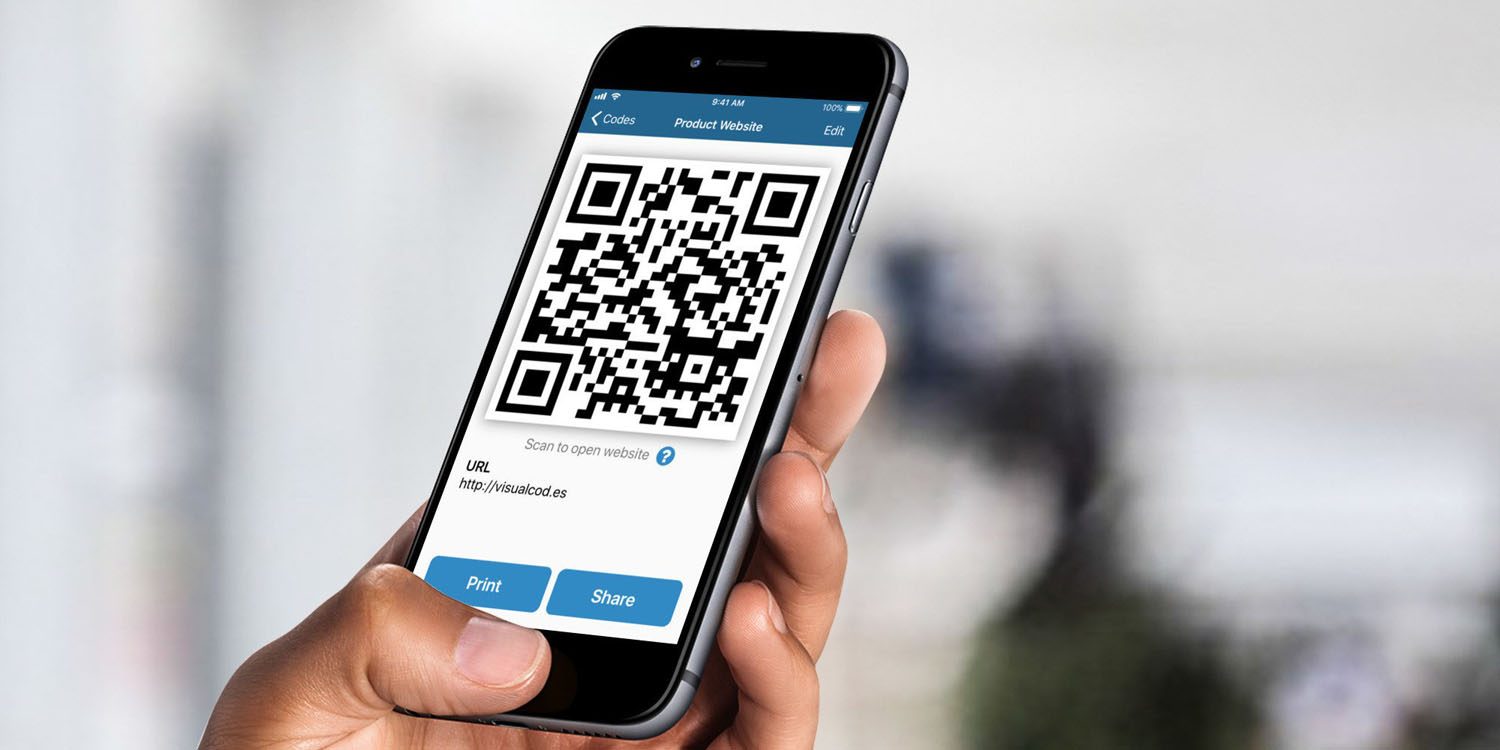 9:41 AM 100%
Codes Product Website Edit
Scan to open website ?
URL
http://visualcod.es
Print Share